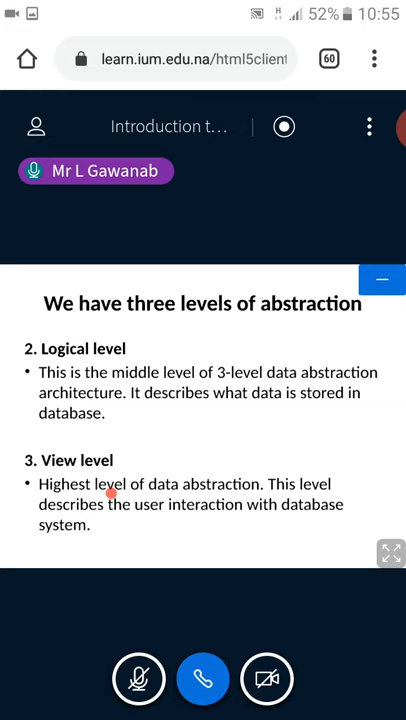 H 52% 10:55
learn.ium.edu.na/html5client
60
Introduction t...
Mr L Gawanab
We have three levels of abstraction
2. Logical level
• This is the middle level of 3-level data abstraction
architecture. It describes what data is stored in
database.
3. View level
• Highest level of data abstraction. This level
describes the user interaction with database
system.